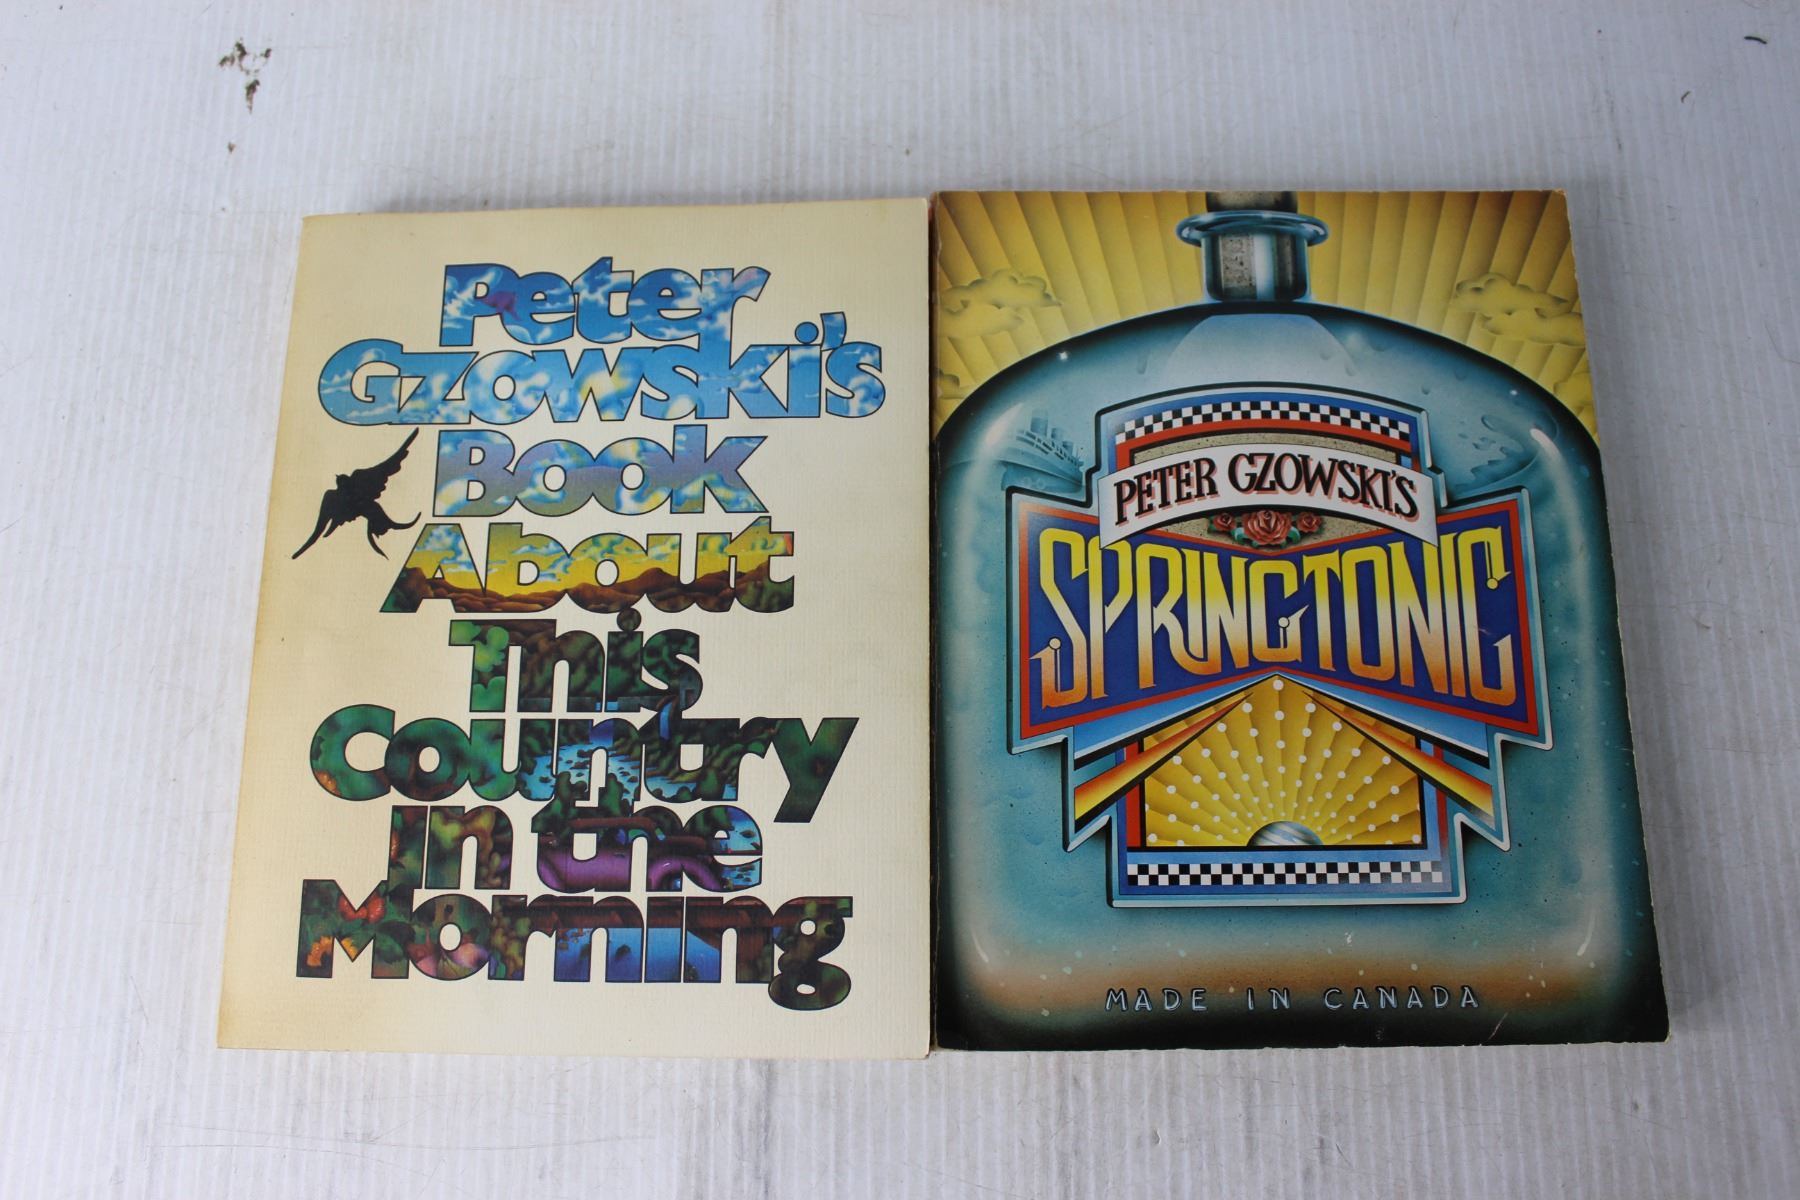 Peter
Gzowski's
Book
About
This
Country
in the
Morning
PETER GZOWSKI'S
SPRINGTONIC
MADE IN CANADA